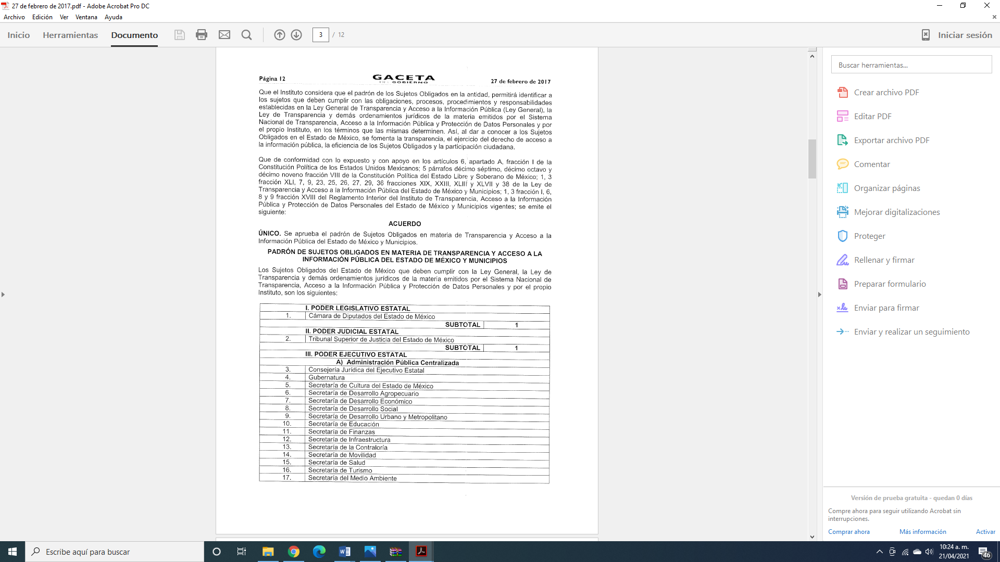 27 de febrero de 2017.pdf - Adobe Acrobat Pro DC
Archivo Edición Ver Ventana Ayuda
Inicio Herramientas Documento 3 / 12 Iniciar sesión
Página 12 GACETA DEL GOBIERNO 27 de febrero de 2017
Que el Instituto considera que el padrón de los Sujetos Obligados en la entidad, permitirá identificar a
los sujetos que deben cumplir con las obligaciones, procesos, procedimientos y responsabilidades
establecidas en la Ley General de Transparencia y Acceso a la Información Pública (Ley General), la
Ley de Transparencia y demás ordenamientos jurídicos de la materia emitidos por el Sistema
Nacional de Transparencia, Acceso a la Información Pública y Protección de Datos Personales y por
el propio Instituto, en los términos que las mismas determinen. Así, al dar a conocer a los Sujetos
Obligados en el Estado de México, se fomenta la transparencia, el ejercicio del derecho de acceso a
la información pública, la eficiencia de los Sujetos Obligados y la participación ciudadana.
Que de conformidad con lo expuesto y con apoyo en los artículos 6, apartado A, fracción I de la
Constitución Política de los Estados Unidos Mexicanos; 5 párrafos décimo séptimo, décimo octavo y
décimo noveno fracción VIII de la Constitución Política del Estado Libre y Soberano de México; 1, 3
fracción XLI, 7, 9, 23, 25, 26, 27, 29, 36 fracciones XIX, XXIII, XLIII y XLVII y 38 de la Ley de
Transparencia y Acceso a la Información Pública del Estado de México y Municipios; 1, 3 fracción I, 6,
8 y 9 fracción XVIII del Reglamento Interior del Instituto de Transparencia, Acceso a la Información
Pública y Protección de Datos Personales del Estado de México y Municipios vigentes; se emite el
siguiente:
ACUERDO
ÚNICO. Se aprueba el padrón de Sujetos Obligados en materia de Transparencia y Acceso a la
Información Pública del Estado de México y Municipios.
PADRÓN DE SUJETOS OBLIGADOS EN MATERIA DE TRANSPARENCIA Y ACCESO A LA
INFORMACIÓN PÚBLICA DEL ESTADO DE MÉXICO Y MUNICIPIOS
Los Sujetos Obligados del Estado de México que deben cumplir con la Ley General, la Ley de
Transparencia y demás ordenamientos jurídicos de la materia emitidos por el Sistema Nacional de
Transparencia, Acceso a la Información Pública y Protección de Datos Personales y por el propio
Instituto, son los siguientes:
I. PODER LEGISLATIVO ESTATAL
1. Cámara de Diputados del Estado de México
SUBTOTAL 1
II. PODER JUDICIAL ESTATAL
2. Tribunal Superior de Justicia del Estado de México
SUBTOTAL 1
III. PODER EJECUTIVO ESTATAL
A) Administración Pública Centralizada
3. Consejería Jurídica del Ejecutivo Estatal
4. Gubernatura
5. Secretaría de Cultura del Estado de México
6. Secretaría de Desarrollo Agropecuario
7. Secretaría de Desarrollo Económico
8. Secretaría de Desarrollo Social
9. Secretaría de Desarrollo Urbano y Metropolitano
10. Secretaría de Educación
11. Secretaría de Finanzas
12. Secretaría de Infraestructura
13. Secretaría de la Contraloría
14. Secretaría de Movilidad
15. Secretaría de Salud
16. Secretaría de Turismo
17. Secretaría del Medio Ambiente
Buscar herramientas...
Crear archivo PDF
Editar PDF
Exportar archivo PDF
Comentar
Organizar páginas
Mejorar digitalizaciones
Proteger
Rellenar y firmar
Preparar formulario
Enviar para firmar
Enviar y realizar un seguimiento
Versión de prueba gratuita - quedan 0 días
Compre ahora para seguir utilizando Acrobat sin
interrupciones.
Comprar ahora Más información Activar
Escribe aquí para buscar
10:24 a. m.
21/04/2021
46